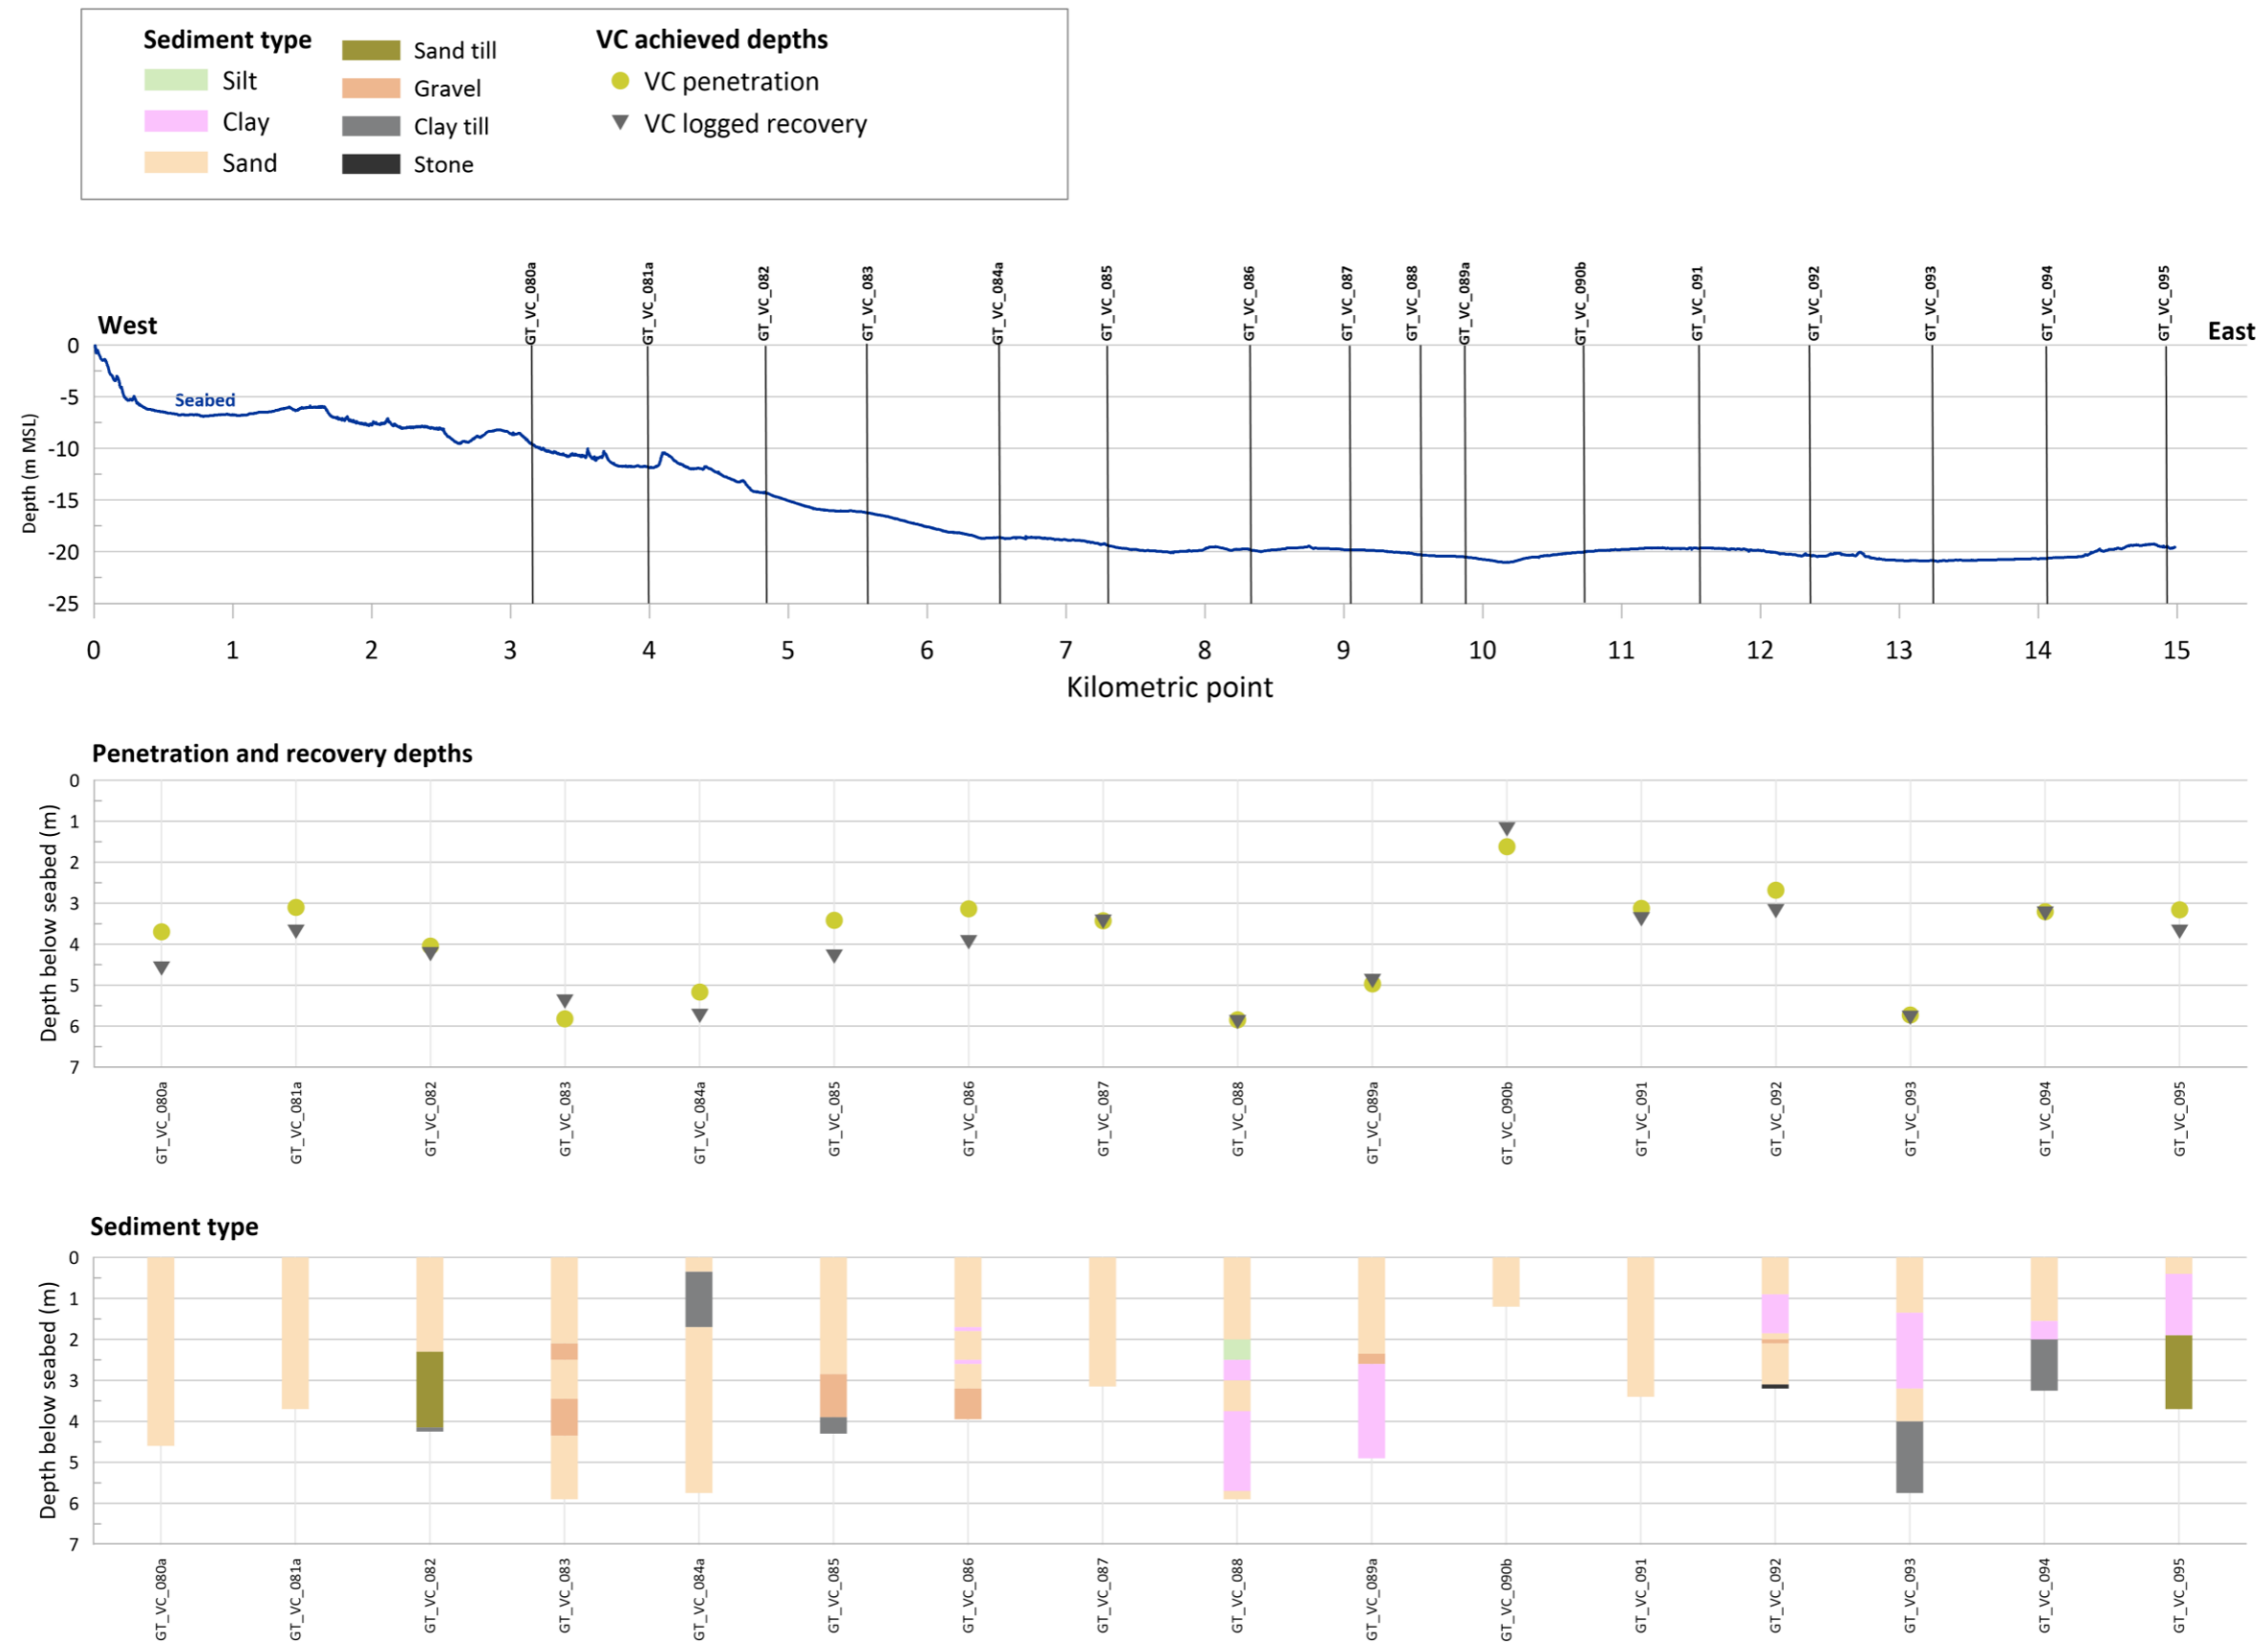 Sediment type
Silt
Clay
Sand
Sand till
Gravel
Clay till
Stone
VC achieved depths
VC penetration
VC logged recovery
GT_VC_080a
GT_VC_081a
GT_VC_082
GT_VC_083
GT_VC_084a
GT_VC_085
GT_VC_086
GT_VC_087
GT_VC_088
GT_VC_089a
GT_VC_090b
GT_VC_091
GT_VC_092
GT_VC_093
GT_VC_094
GT_VC_095
West
East
Depth (m MSL)
0
-5
-10
-15
-20
-25
Seabed
0 1 2 3 4 5 6 7 8 9 10 11 12 13 14 15
Kilometric point
Penetration and recovery depths
Depth below seabed (m)
0
1
2
3
4
5
6
7
GT_VC_080a
GT_VC_081a
GT_VC_082
GT_VC_083
GT_VC_084a
GT_VC_085
GT_VC_086
GT_VC_087
GT_VC_088
GT_VC_089a
GT_VC_090b
GT_VC_091
GT_VC_092
GT_VC_093
GT_VC_094
GT_VC_095
Sediment type
Depth below seabed (m)
0
1
2
3
4
5
6
7
GT_VC_080a
GT_VC_081a
GT_VC_082
GT_VC_083
GT_VC_084a
GT_VC_085
GT_VC_086
GT_VC_087
GT_VC_088
GT_VC_089a
GT_VC_090b
GT_VC_091
GT_VC_092
GT_VC_093
GT_VC_094
GT_VC_095